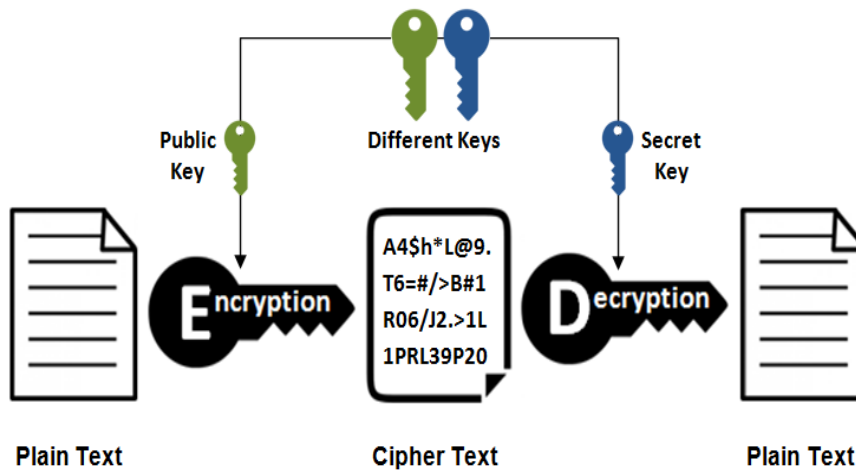 Public
Key
Different Keys
Secret
Key
Encryption
A4$h*L@9.
T6=#/>B#1
R06/J2.>1L
1PRL39P20
Decryption
Plain Text
Cipher Text
Plain Text